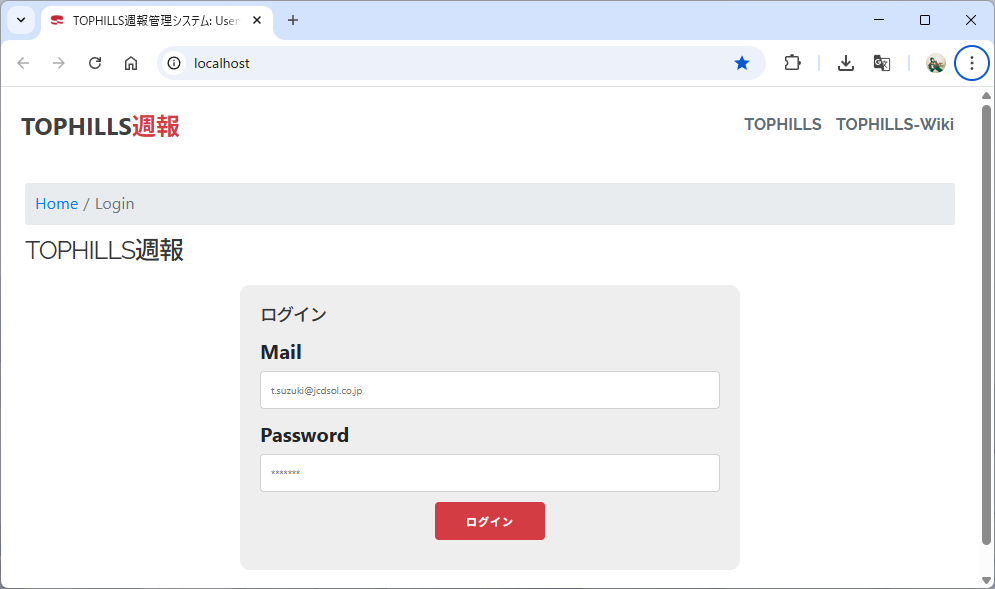 TOPHILLS週報管理システム: User
localhost
TOPHILLS週報
TOPHILLS TOPHILLS-Wiki
Home / Login
TOPHILLS週報
ログイン
Mail
t.suzuki@jcdsol.co.jp
Password
*******
ログイン